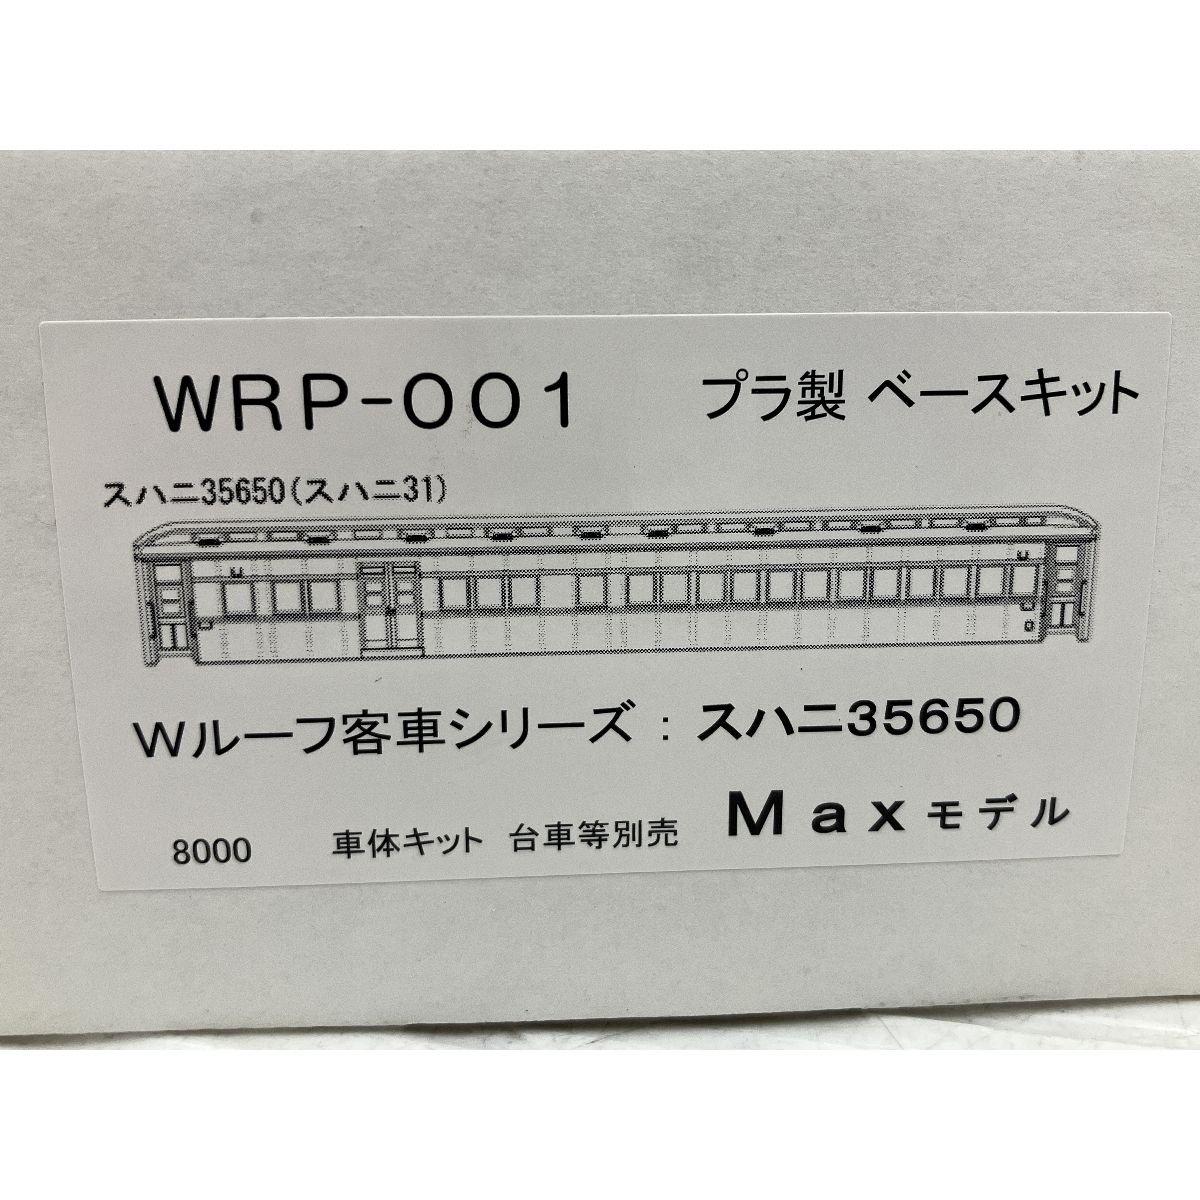 WRP-001 プラ製 ベースキット
スハニ35650(スハニ31)
Wルーフ客車シリーズ：スハニ35650
8000 車体キット 台車等別売 Maxモデル